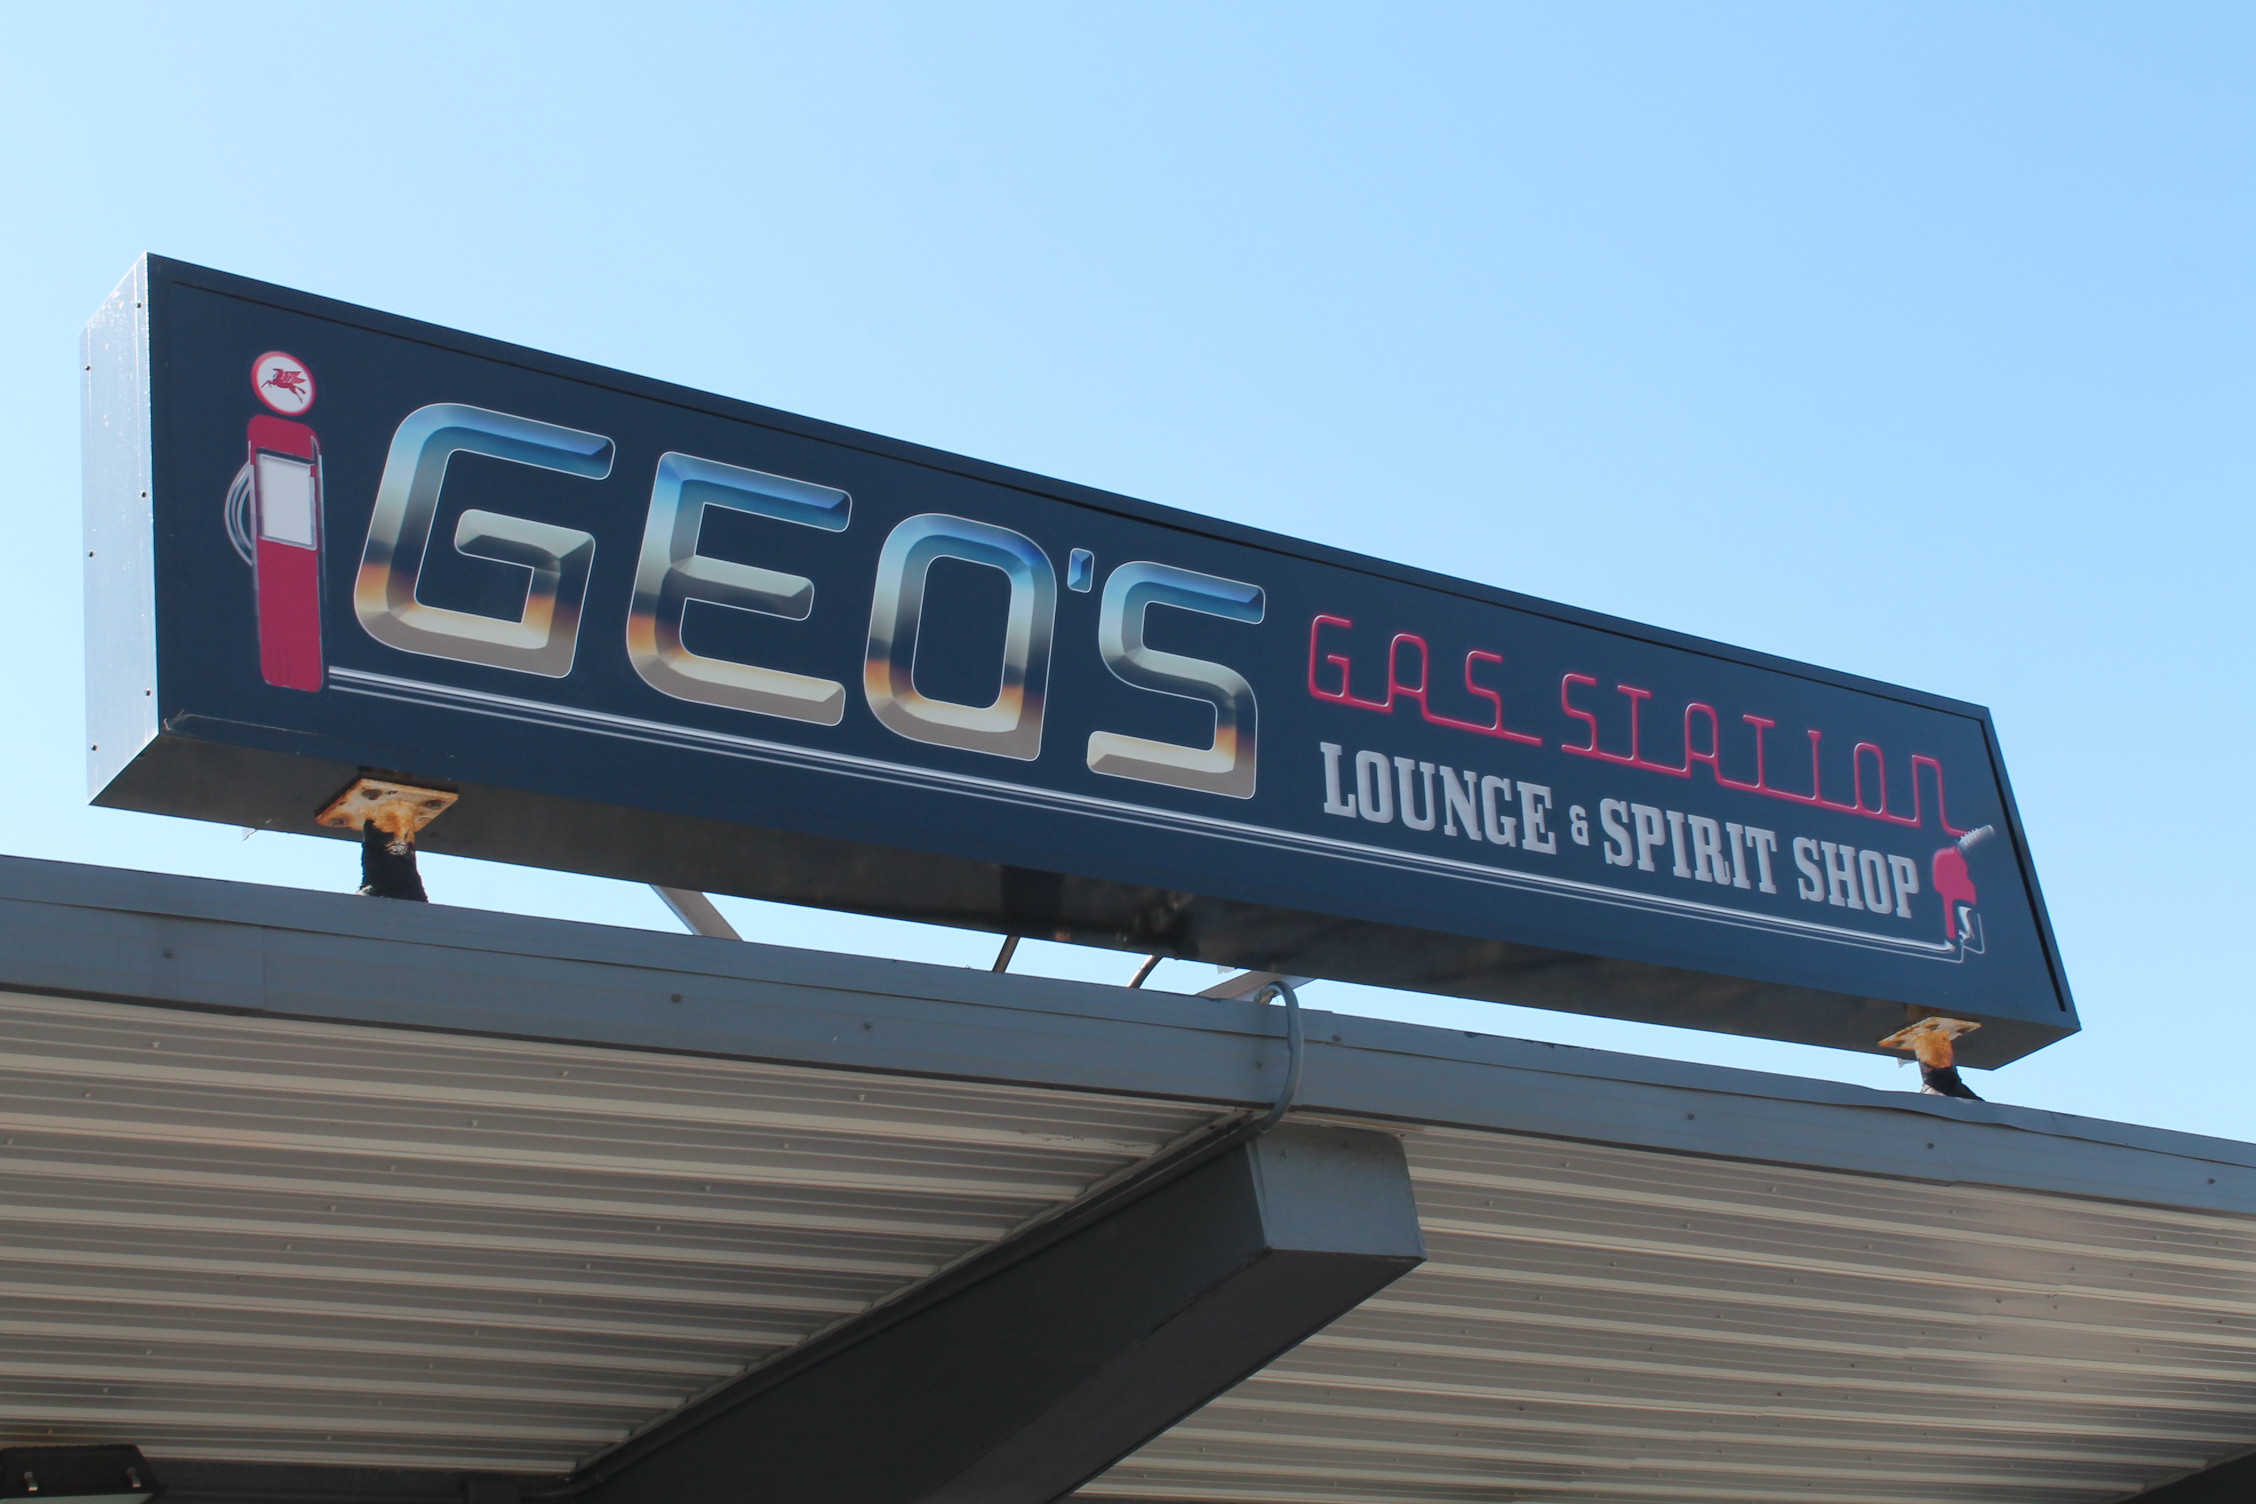 GEO'S
GAS STATION
LOUNGE & SPIRIT SHOP